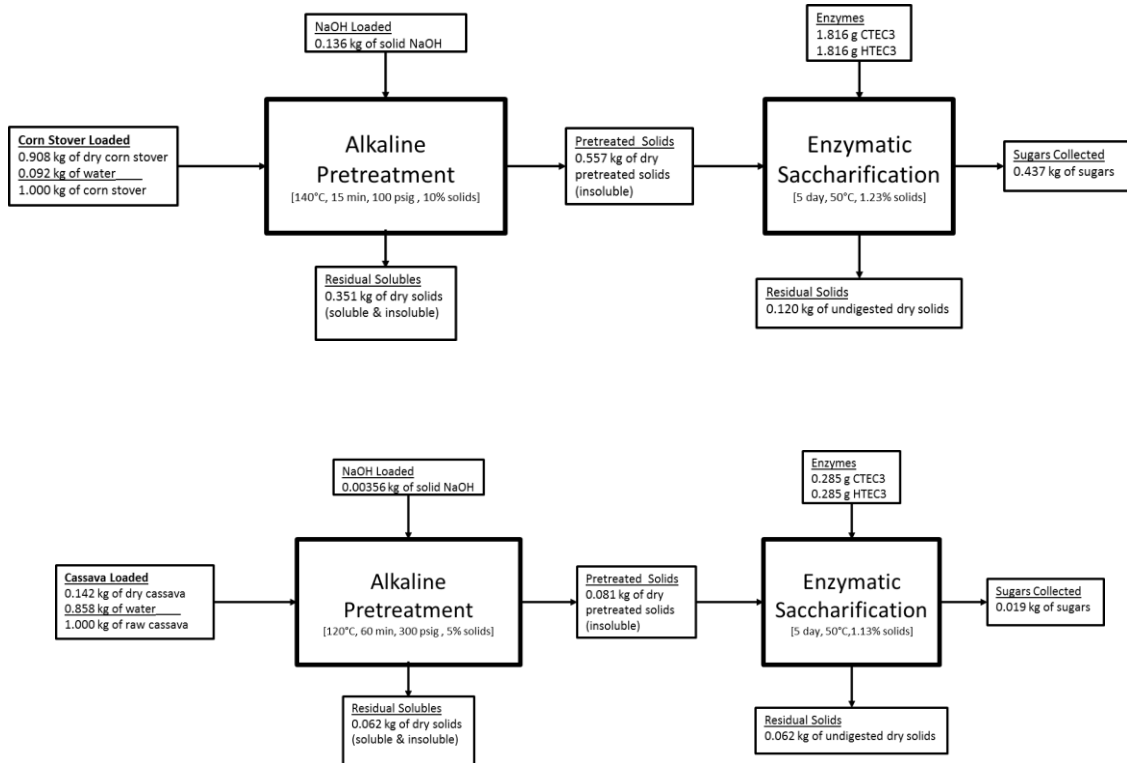 NaOH Loaded
0.136 kg of solid NaOH
Enzymes
1.816 g CTEC3
1.816 g HTEC3
Corn Stover Loaded
0.908 kg of dry corn stover
0.092 kg of water
1.000 kg of corn stover
Alkaline
Pretreatment
[140°C, 15 min, 100 psig , 10% solids]
Pretreated Solids
0.557 kg of dry
pretreated solids
(insoluble)
Enzymatic
Saccharification
[5 day, 50°C, 1.23% solids]
Sugars Collected
0.437 kg of sugars
Residual Solubles
0.351 kg of dry solids
(soluble & insoluble)
Residual Solids
0.120 kg of undigested dry solids
NaOH Loaded
0.00356 kg of solid NaOH
Enzymes
0.285 g CTEC3
0.285 g HTEC3
Cassava Loaded
0.142 kg of dry cassava
0.858 kg of water
1.000 kg of raw cassava
Alkaline
Pretreatment
[120°C, 60 min, 300 psig , 5% solids]
Pretreated Solids
0.081 kg of dry
pretreated solids
(insoluble)
Enzymatic
Saccharification
[5 day, 50°C,1.13% solids]
Sugars Collected
0.019 kg of sugars
Residual Solubles
0.062 kg of dry solids
(soluble & insoluble)
Residual Solids
0.062 kg of undigested dry solids